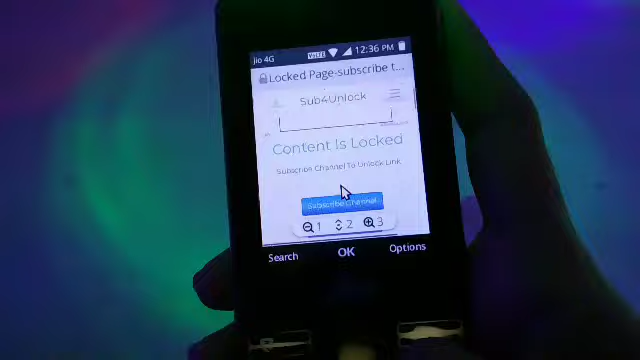 Jio 4G VoLTE 12:36 PM
Locked Page-subscribe t...
Sub4Unlock
Content Is Locked
Subscribe Channel To Unlock Link
Subscribe Channel
1 2 3
Search OK Options